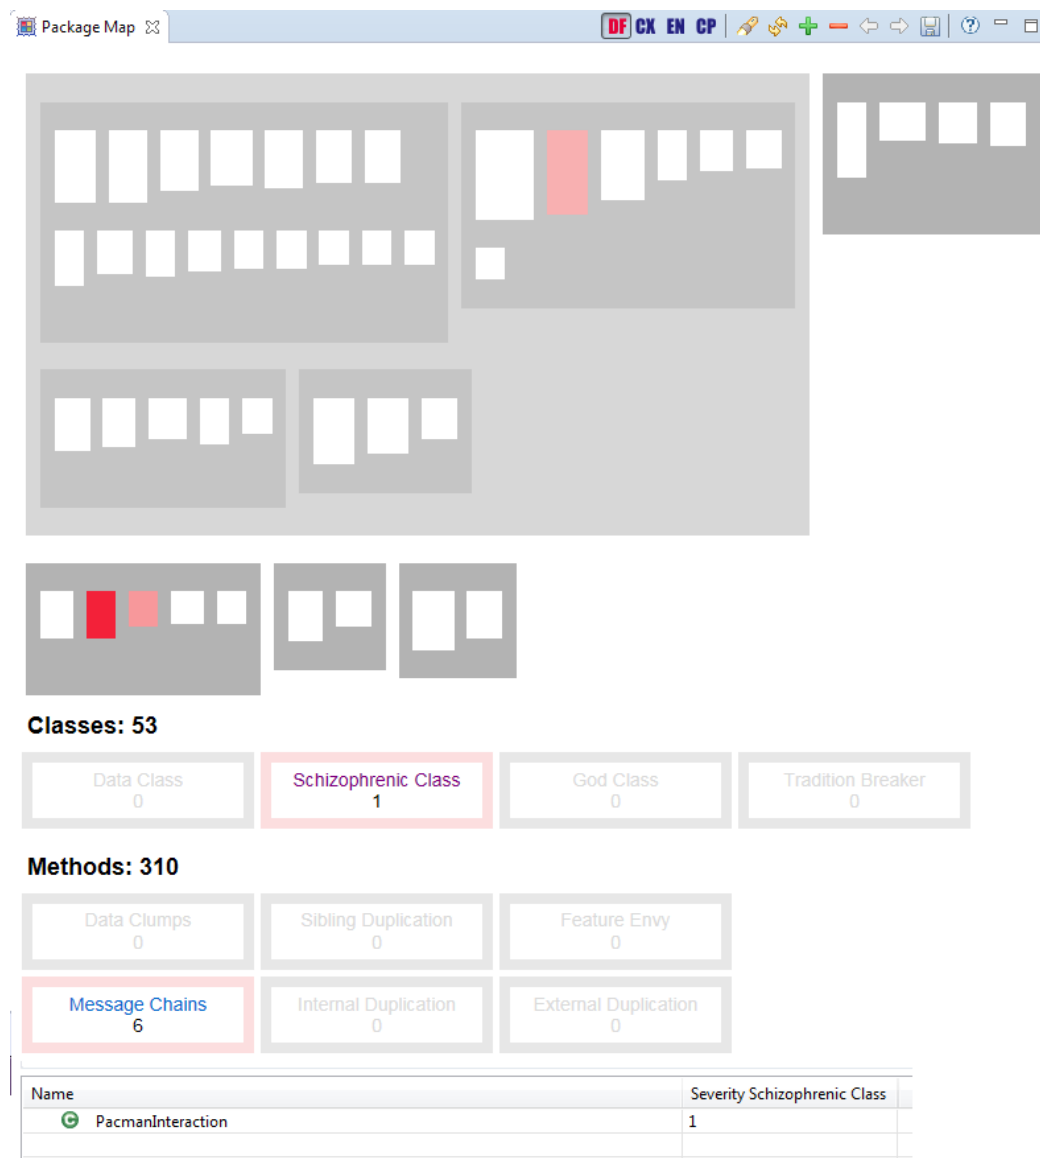 Package Map
DF CX EN CP
Classes: 53
Data Class
0
Schizophrenic Class
1
God Class
0
Tradition Breaker
0
Methods: 310
Data Clumps
0
Sibling Duplication
0
Feature Envy
0
Message Chains
6
Internal Duplication
0
External Duplication
0
Name Severity Schizophrenic Class
C PacmanInteraction 1